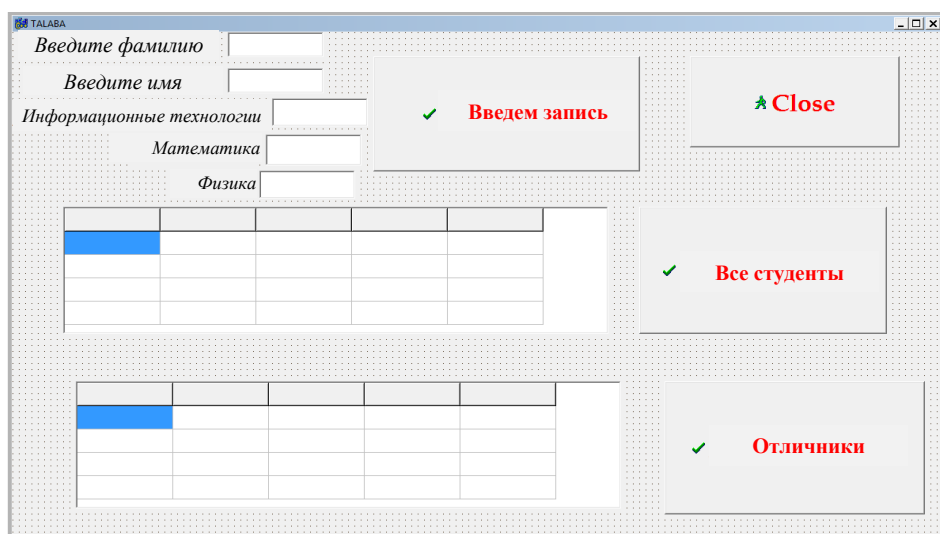 TALABA
Введите фамилию
Введите имя
Информационные технологии
Математика
Физика
Введем запись
Close
Все студенты
Отличники